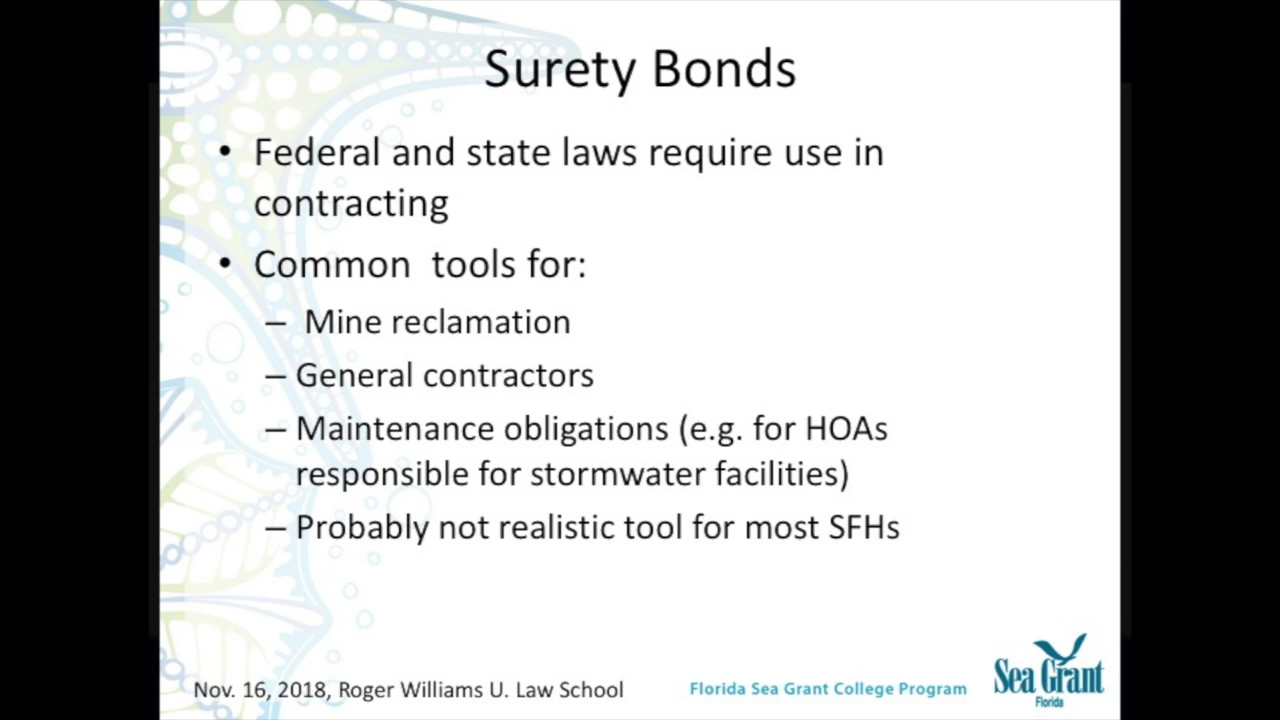 Surety Bonds
• Federal and state laws require use in
contracting
• Common tools for:
– Mine reclamation
– General contractors
– Maintenance obligations (e.g. for HOAs
responsible for stormwater facilities)
– Probably not realistic tool for most SFHs
Nov. 16, 2018, Roger Williams U. Law School
Florida Sea Grant College Program
Sea Grant
Florida